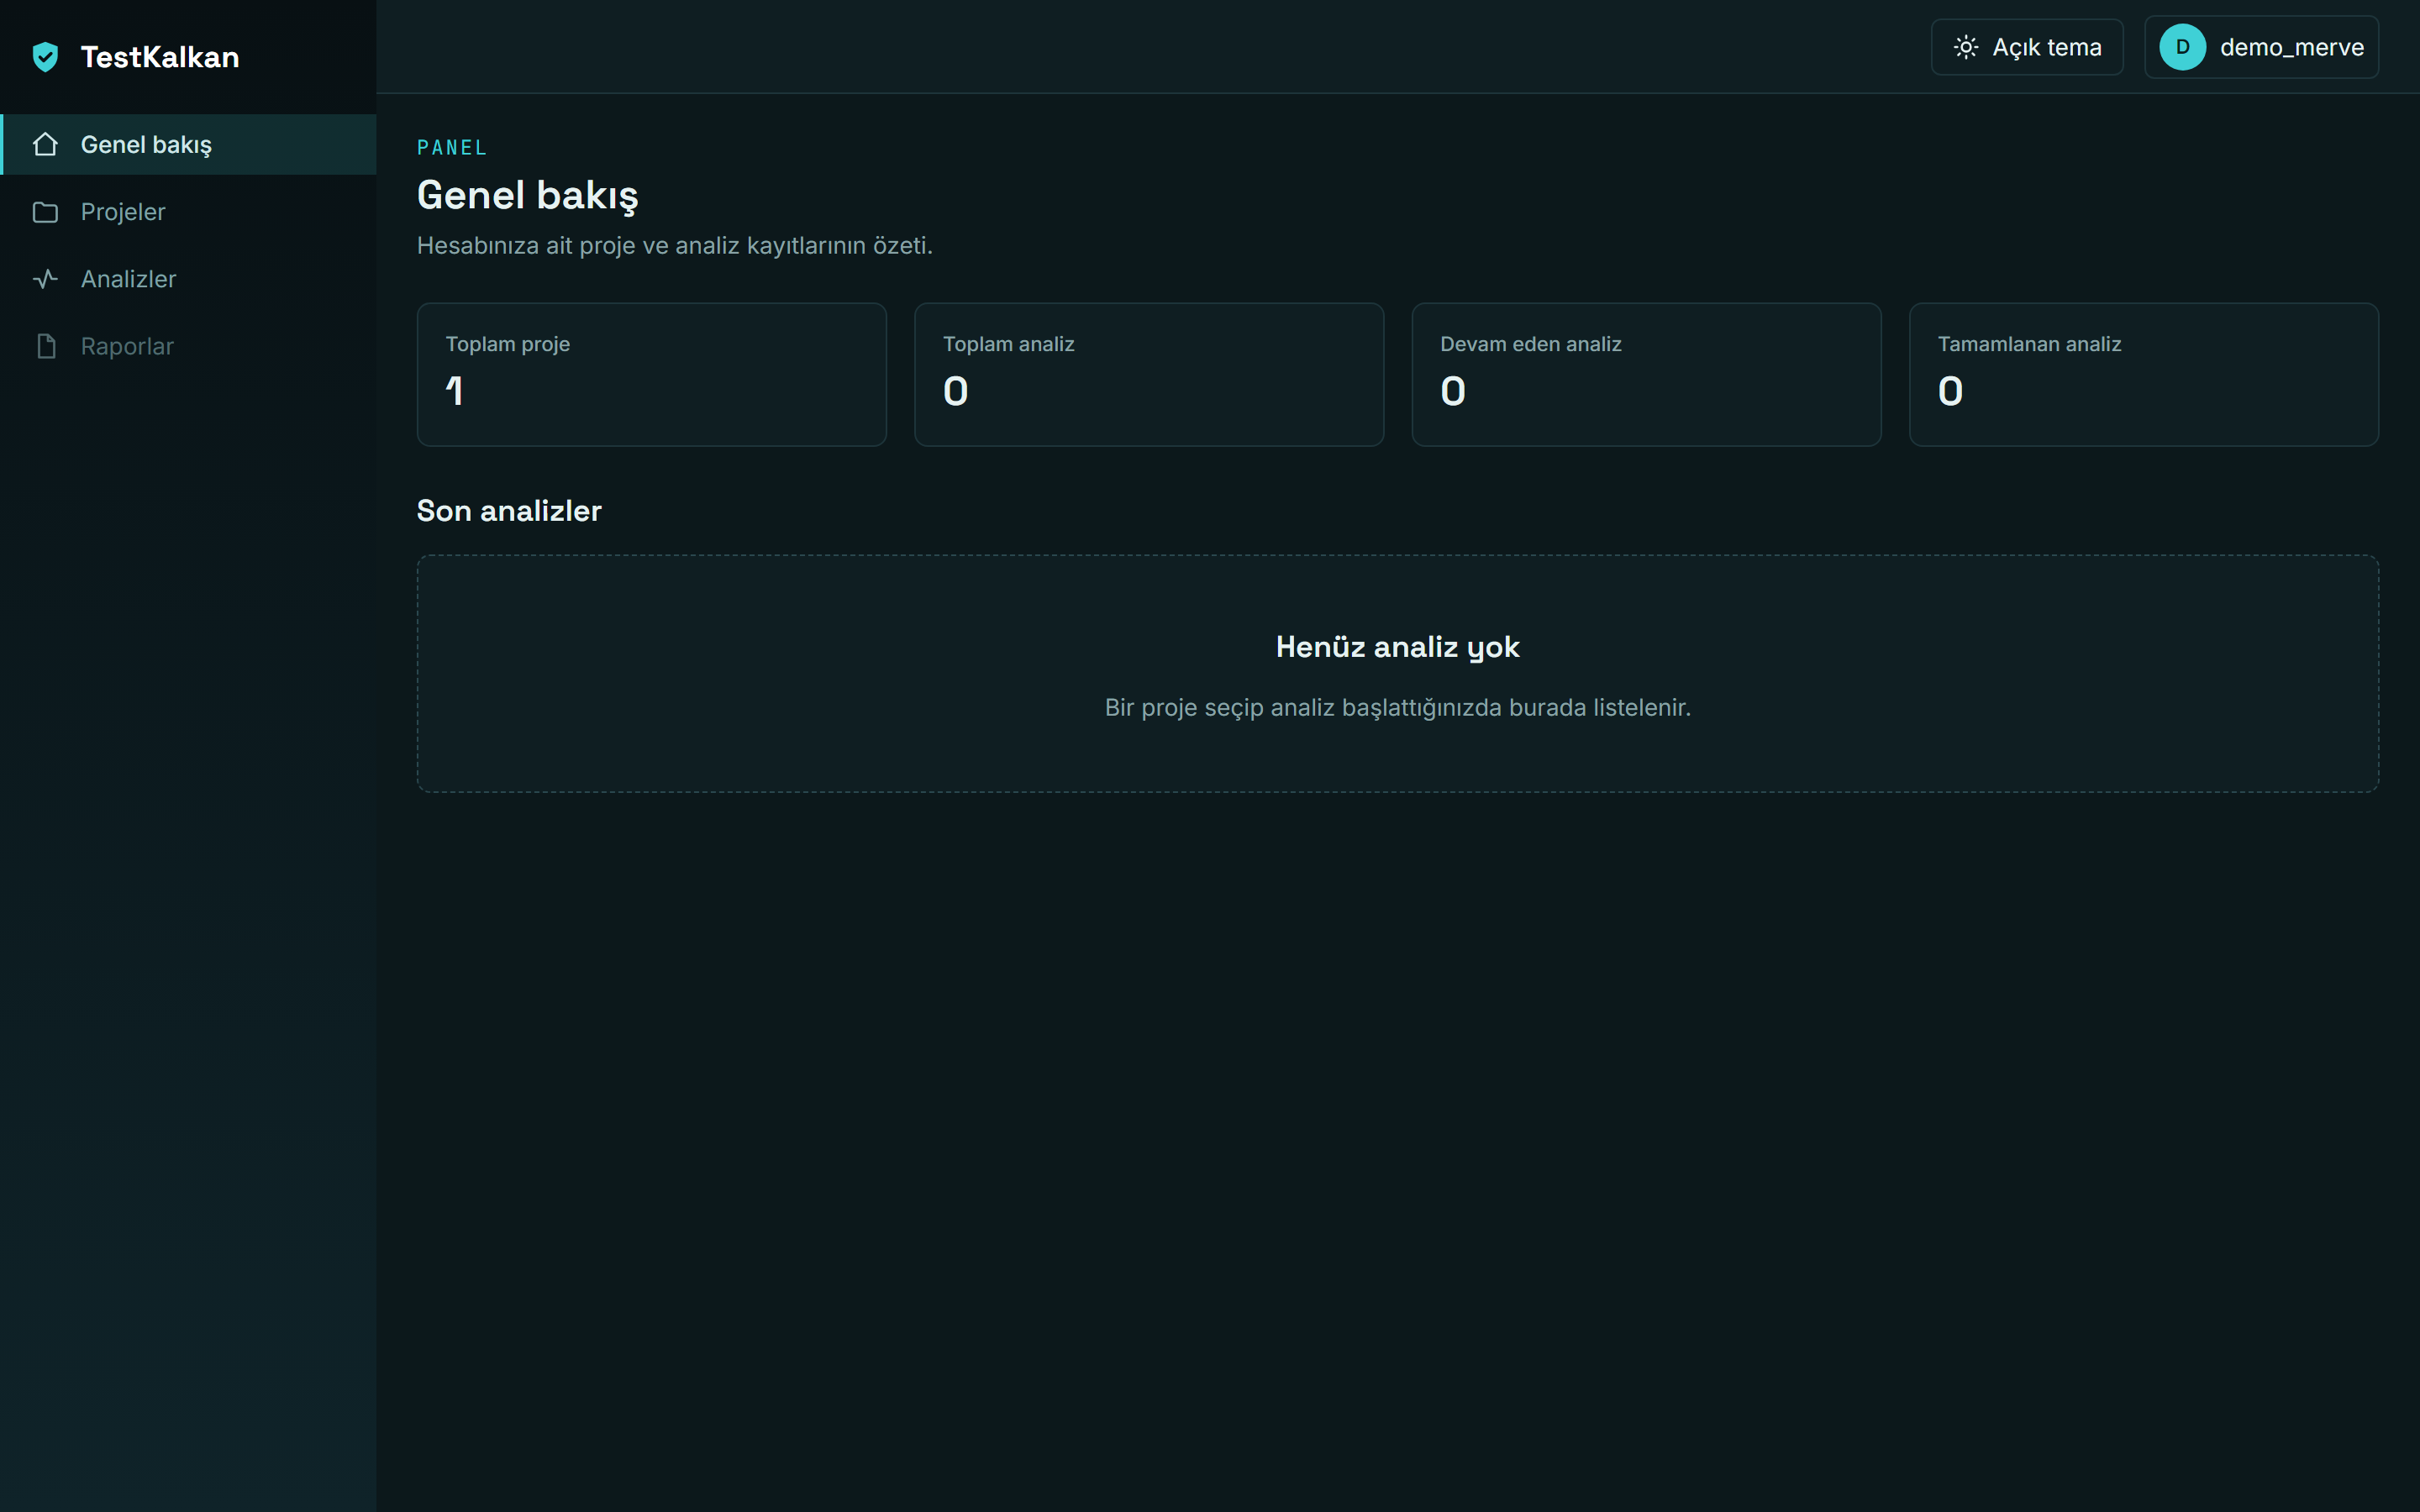 TestKalkan
Genel bakış
Projeler
Analizler
Raporlar
Açık tema
D
demo_merve
PANEL
Genel bakış
Hesabınıza ait proje ve analiz kayıtlarının özeti.
Toplam proje
1
Toplam analiz
0
Devam eden analiz
0
Tamamlanan analiz
0
Son analizler
Henüz analiz yok
Bir proje seçip analiz başlattığınızda burada listelenir.